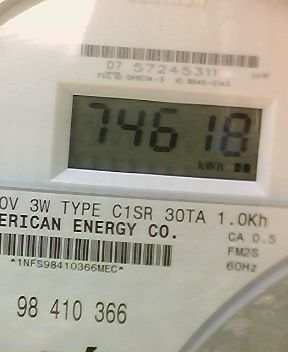 07 57245311
74618
kWh
0V 3W TYPE C1SR 30TA 1.0Kh
ERICAN ENERGY CO. CA 0.5
FM2S
*1NFS98410366MEC* 60Hz
98 410 366